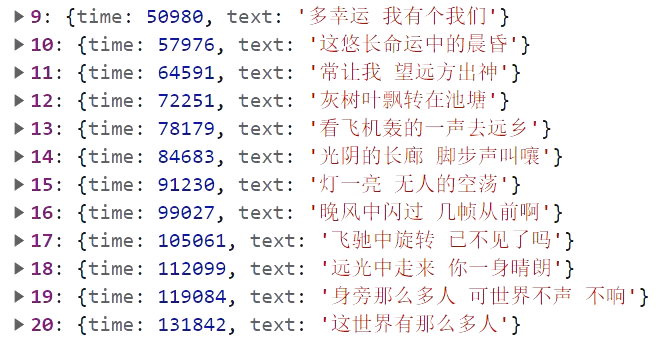 ▶9: {time: 50980, text: '多幸运 我有个我们'}
▶10: {time: 57976, text: '这悠长命运中的晨昏'}
▶11: {time: 64591, text: '常让我 望远方出神'}
▶12: {time: 72251, text: '灰树叶飘转在池塘'}
▶13: {time: 78179, text: '看飞机轰的一声去远乡'}
▶14: {time: 84683, text: '光阴的长廊 脚步声叫嚷'}
▶15: {time: 91230, text: '灯一亮 无人的空荡'}
▶16: {time: 99027, text: '晚风中闪过 几帧从前啊'}
▶17: {time: 105061, text: '飞驰中旋转 已不见了吗'}
▶18: {time: 112099, text: '远光中走来 你一身晴朗'}
▶19: {time: 119084, text: '身旁那么多人 可世界不声 不响'}
▶20: {time: 131842, text: '这世界有那么多人'}